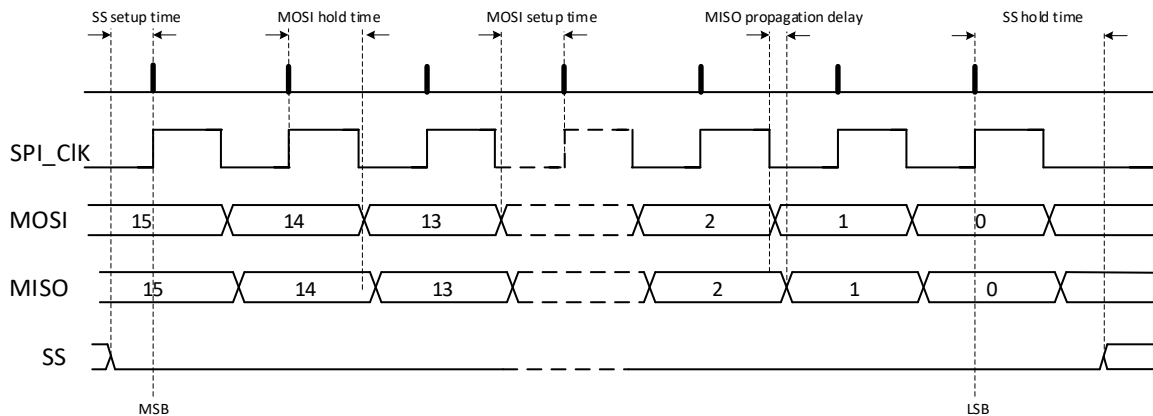 SS setup time MOSI hold time MOSI setup time MISO propagation delay SS hold time
SPI_ClK
MOSI 15 14 13 2 1 0
MISO 15 14 13 2 1 0
SS
MSB LSB